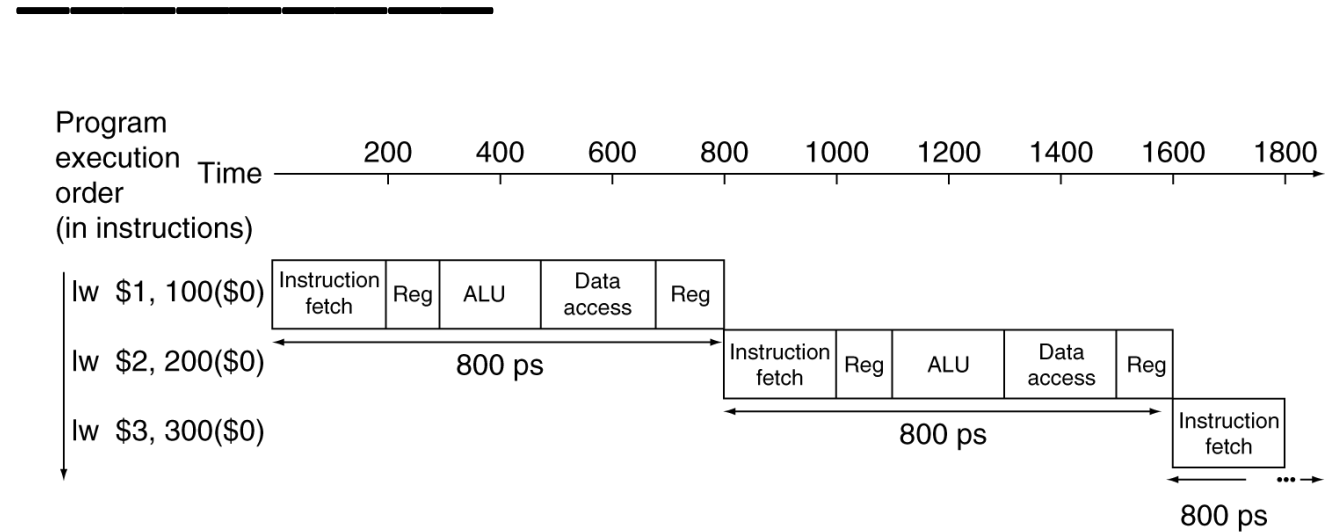 Program
execution
order
(in instructions)
Time
200 400 600 800 1000 1200 1400 1600 1800
lw $1, 100($0)
Instruction
fetch
Reg
ALU
Data
access
Reg
800 ps
lw $2, 200($0)
Instruction
fetch
Reg
ALU
Data
access
Reg
800 ps
lw $3, 300($0)
Instruction
fetch
...
800 ps